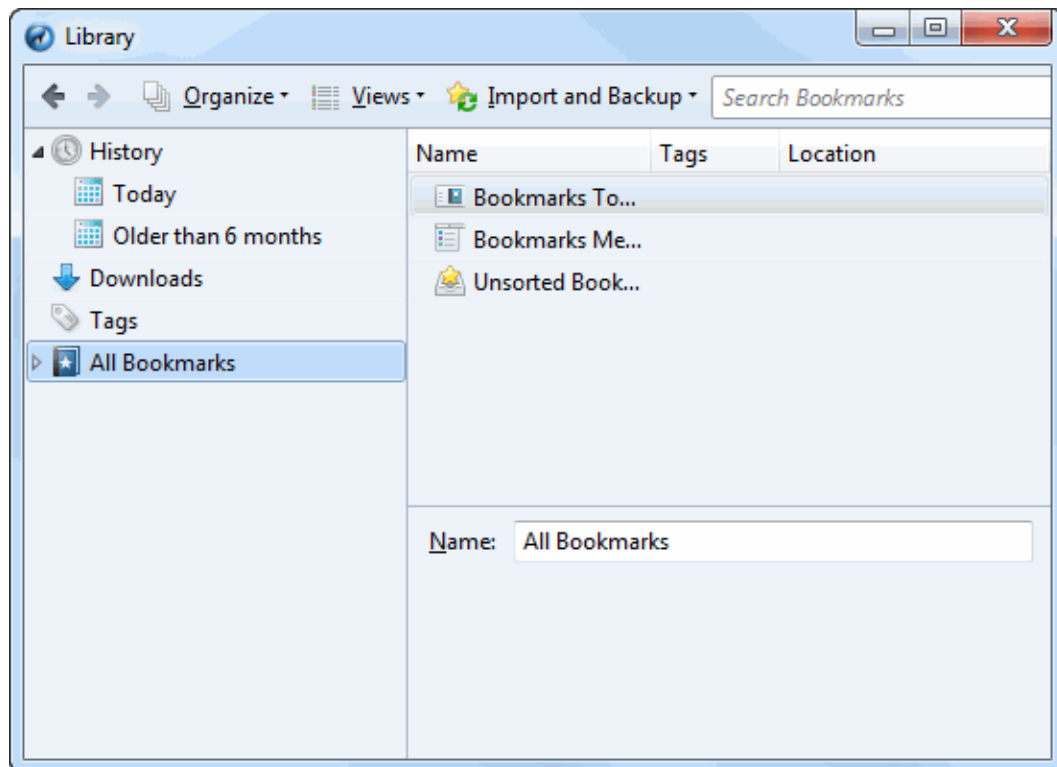 Library
Organize Views Import and Backup Search Bookmarks
History
Today
Older than 6 months
Downloads
Tags
All Bookmarks
Name Tags Location
Bookmarks To...
Bookmarks Me...
Unsorted Book...
Name: All Bookmarks